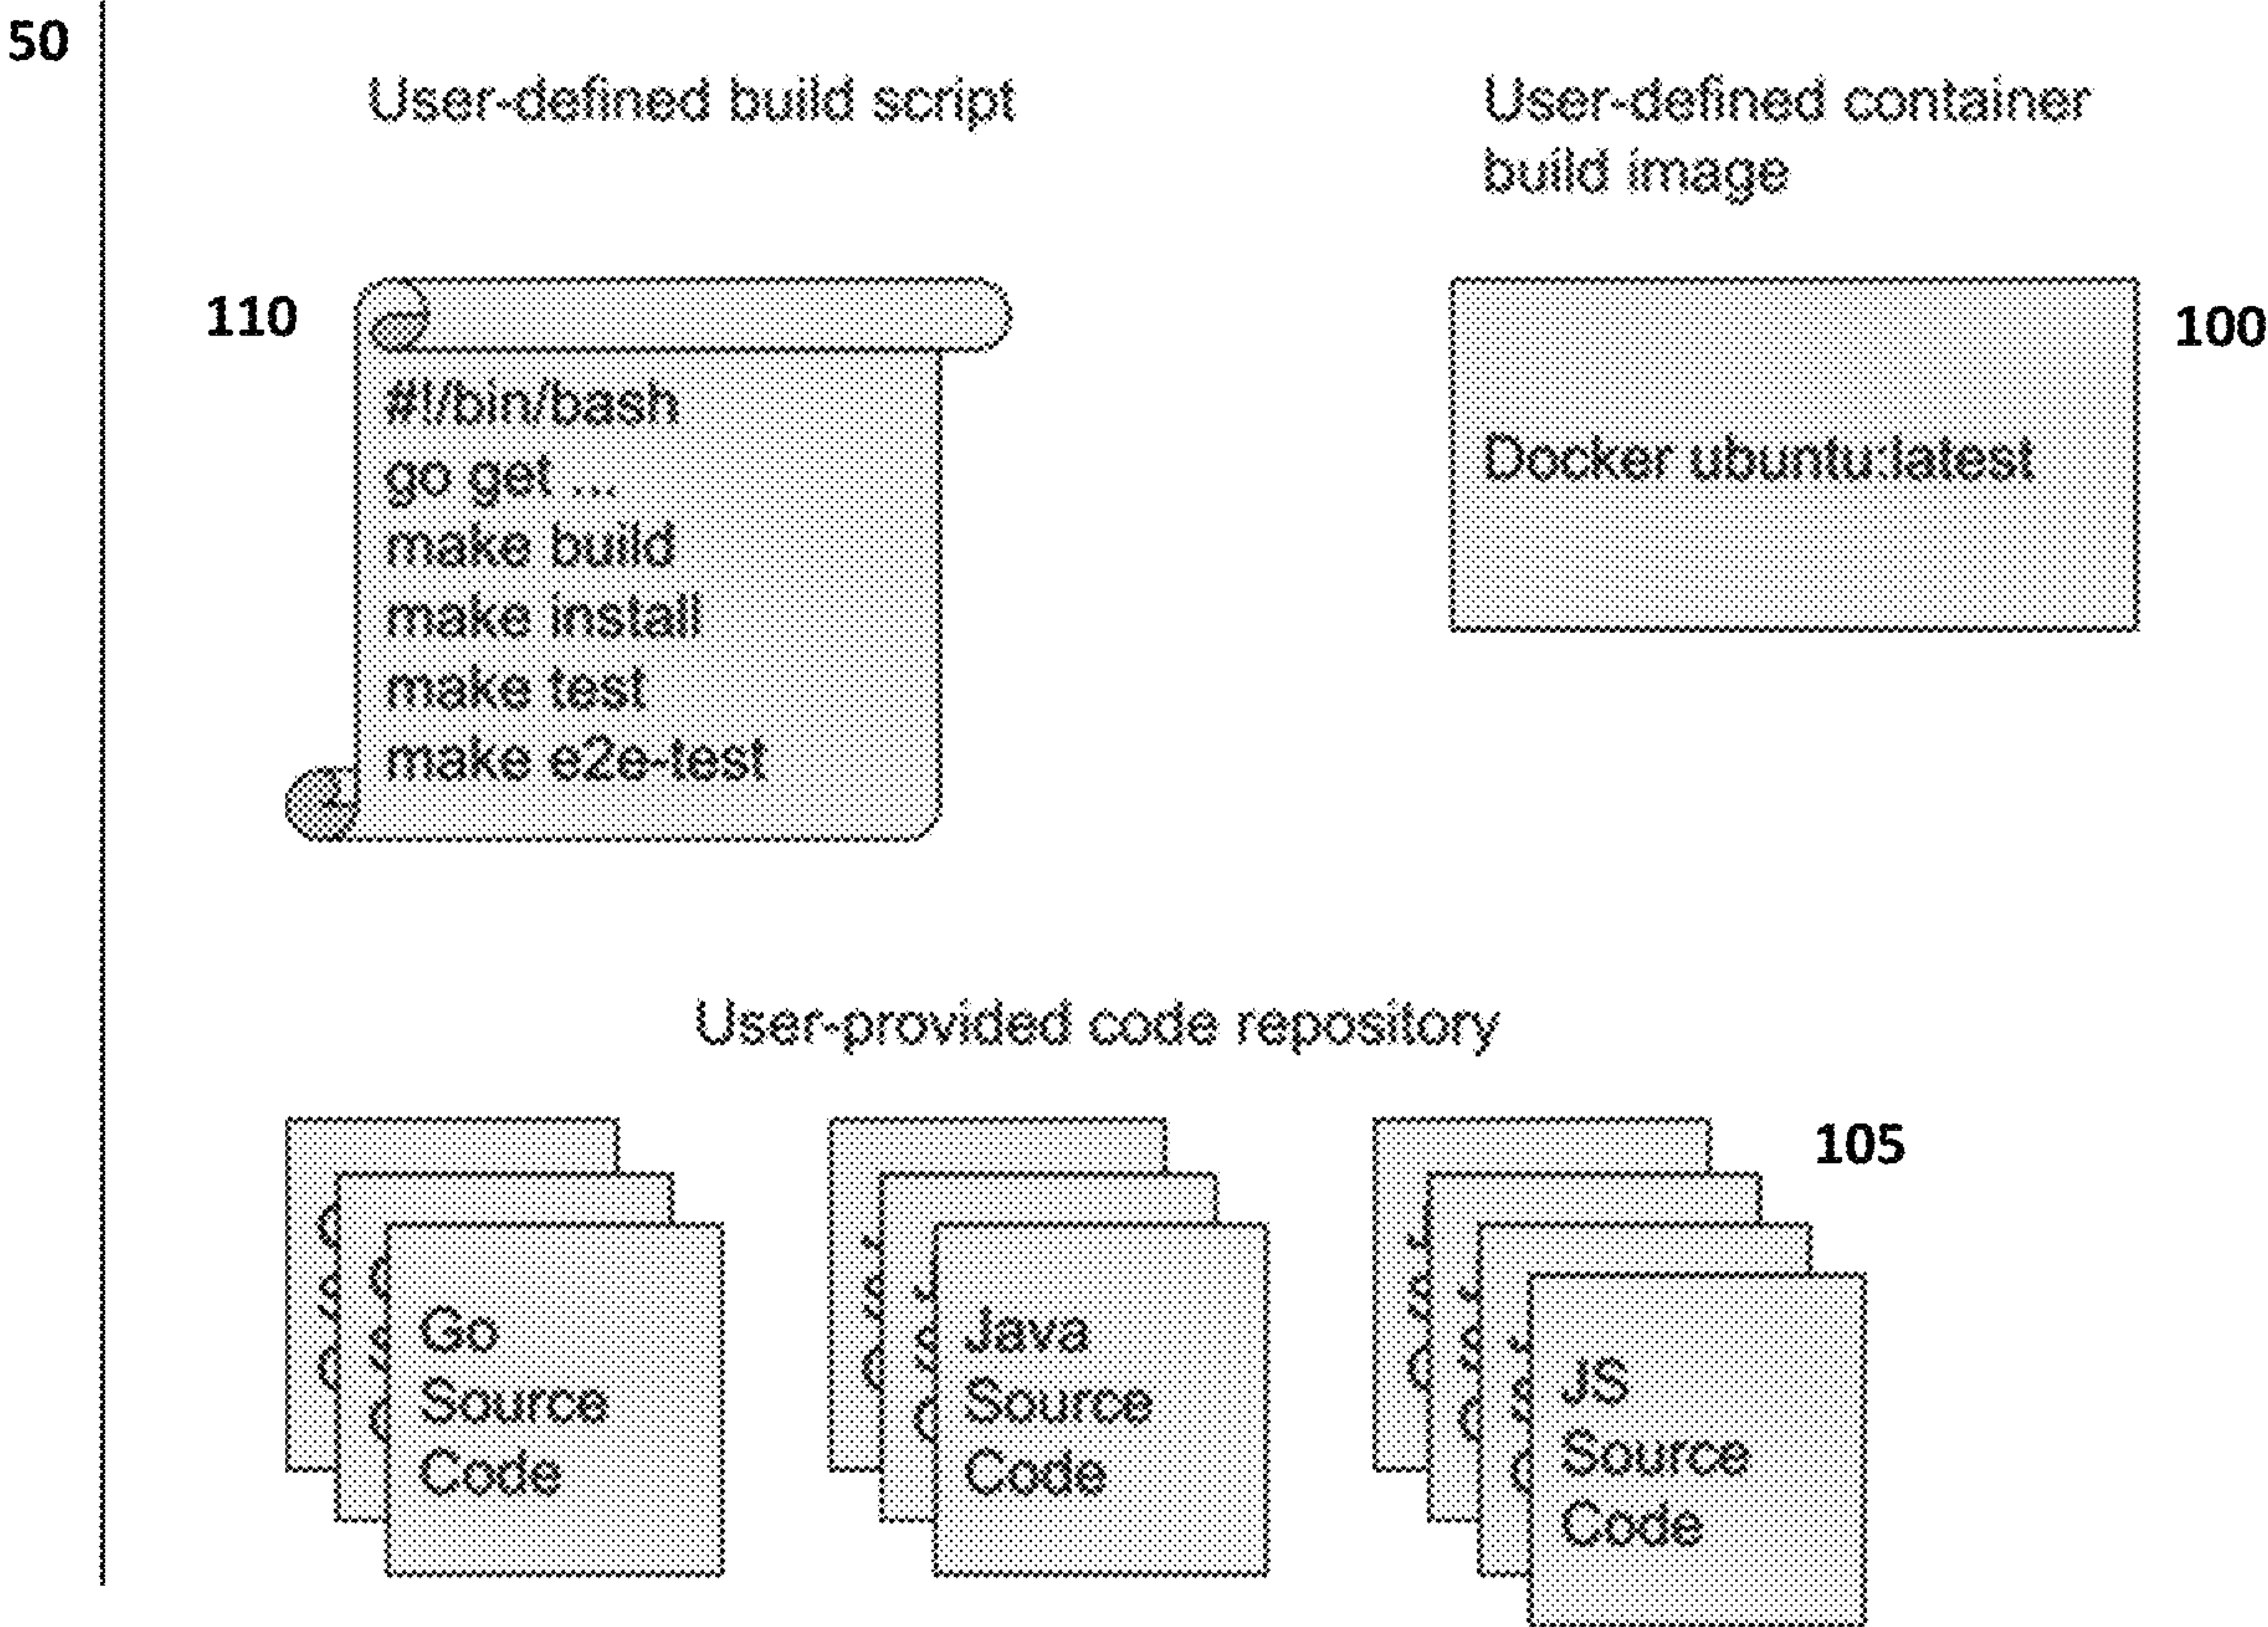 50
User-defined build script
User-defined container
build image
110
#!/bin/bash
go get ...
make build
make install
make test
make e2e-test
100
Docker ubuntu:latest
User-provided code repository
105
Go
Source
Code
Java
Source
Code
JS
Source
Code